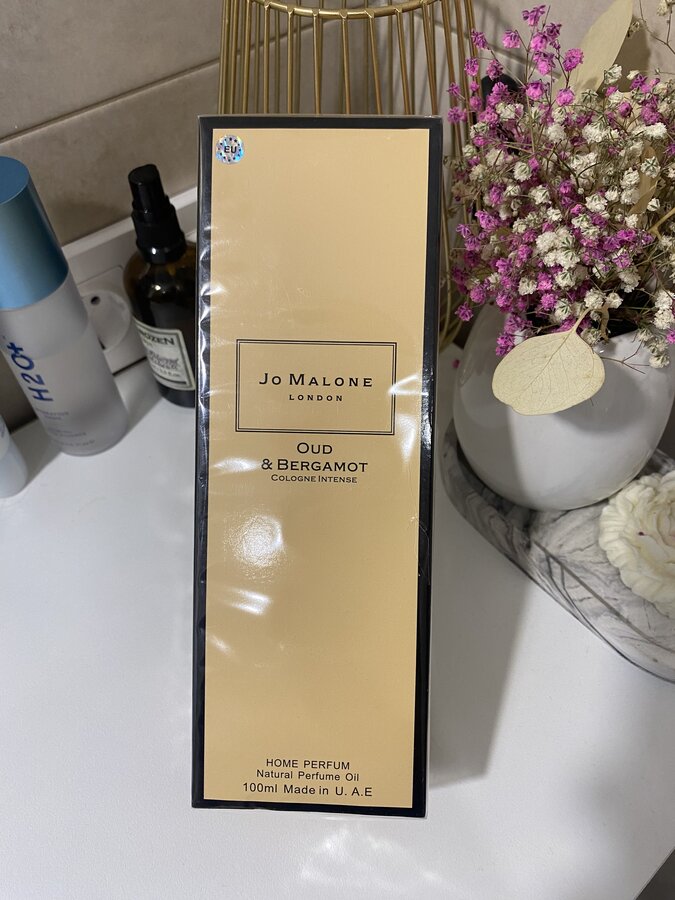 EU
JO MALONE
LONDON
OUD
& BERGAMOT
COLOGNE INTENSE
HOME PERFUM
Natural Perfume Oil
100ml Made in U. A.E
H2O+